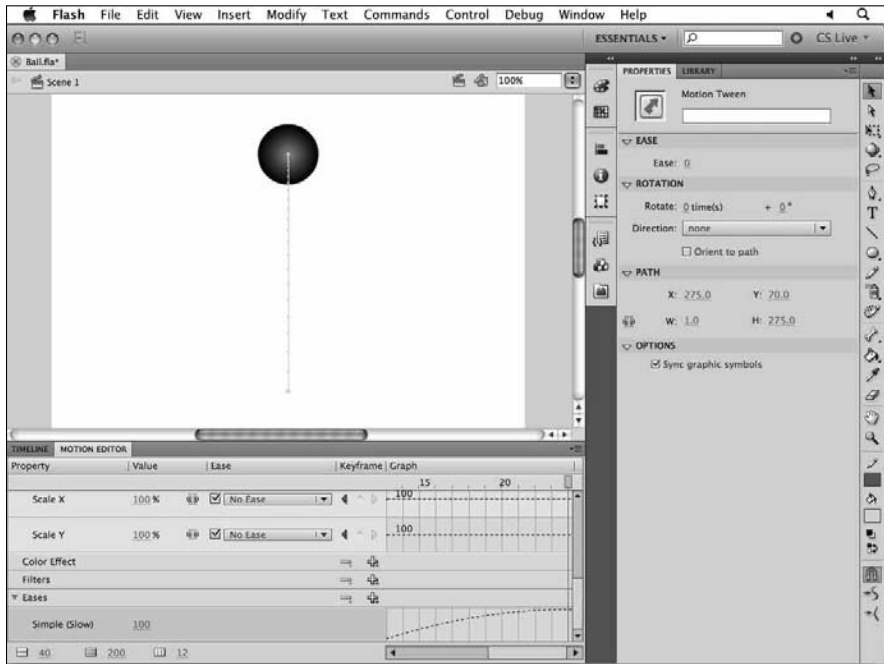 Flash File Edit View Insert Modify Text Commands Control Debug Window Help
Fl ESSENTIALS CS Live
Ball.fla*
Scene 1 100%
PROPERTIES LIBRARY
Motion Tween
EASE
Ease: 0
ROTATION
Rotate: 0 time(s) + 0°
Direction: none
Orient to path
PATH
X: 275.0 Y: 70.0
W: 1.0 H: 275.0
OPTIONS
Sync graphic symbols
TIMELINE MOTION EDITOR
Property Value Ease Keyframe Graph
15 20
Scale X 100 % No Ease 100
Scale Y 100 % No Ease 100
Color Effect
Filters
Eases
Simple (Slow) 100
40 200 12